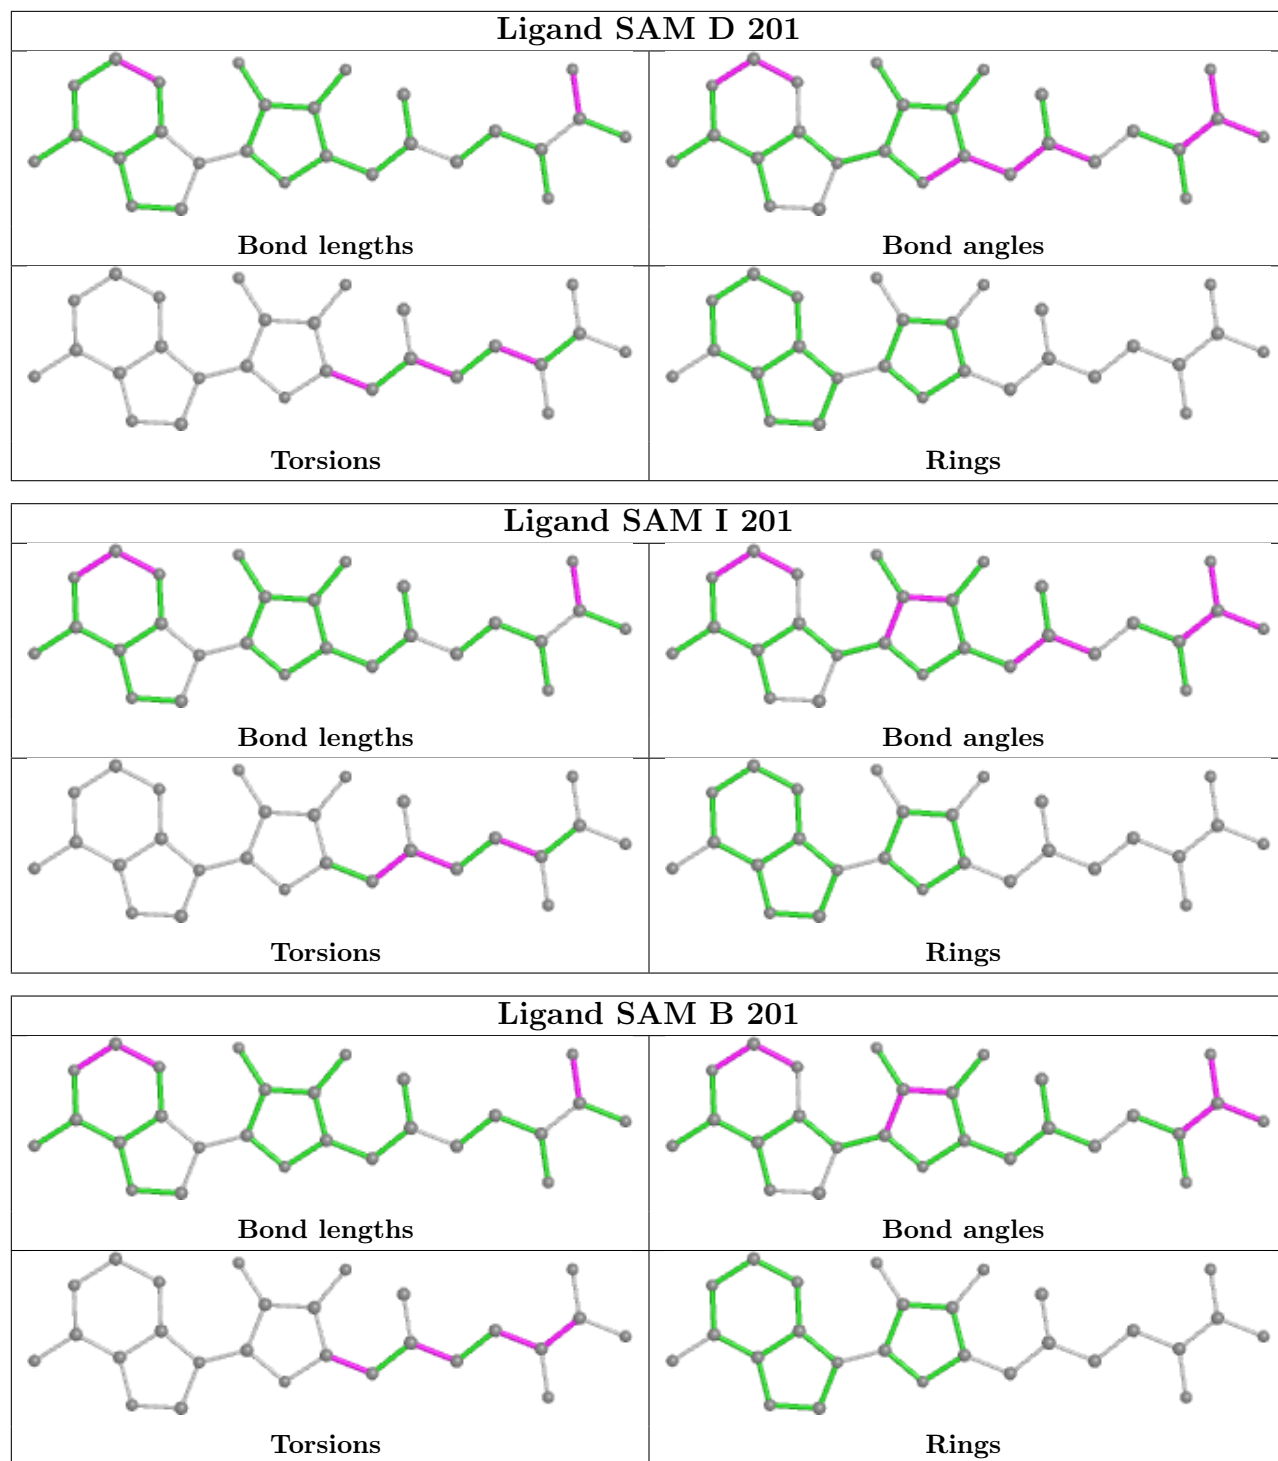 Ligand SAM D 201
Bond lengths
Bond angles
Torsions
Rings
Ligand SAM I 201
Bond lengths
Bond angles
Torsions
Rings
Ligand SAM B 201
Bond lengths
Bond angles
Torsions
Rings